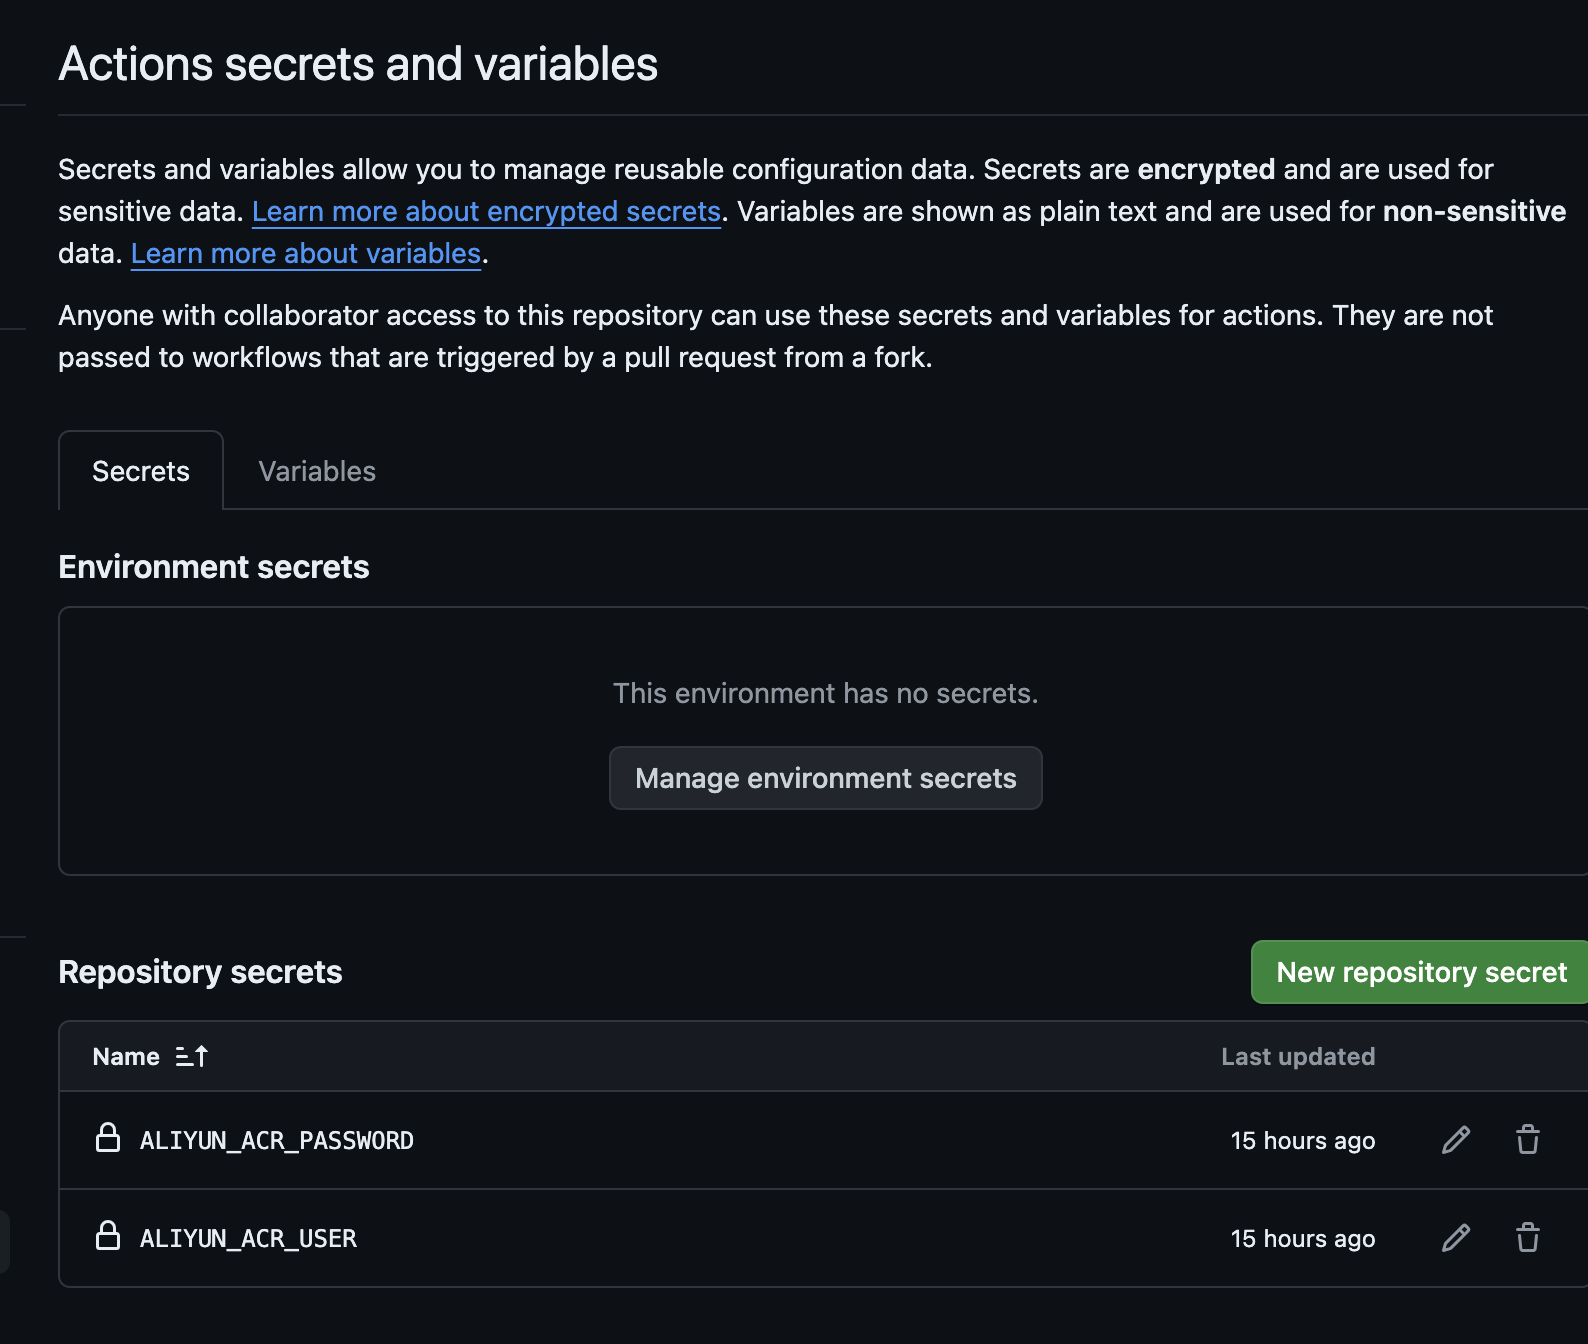 Actions secrets and variables
Secrets and variables allow you to manage reusable configuration data. Secrets are encrypted and are used for
sensitive data. Learn more about encrypted secrets. Variables are shown as plain text and are used for non-sensitive
data. Learn more about variables.
Anyone with collaborator access to this repository can use these secrets and variables for actions. They are not
passed to workflows that are triggered by a pull request from a fork.
Secrets Variables
Environment secrets
This environment has no secrets.
Manage environment secrets
Repository secrets New repository secret
Name Last updated
ALIYUN_ACR_PASSWORD 15 hours ago
ALIYUN_ACR_USER 15 hours ago